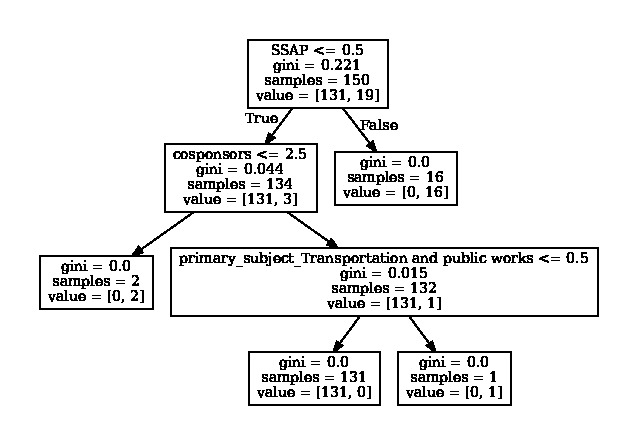 SSAP <= 0.5
gini = 0.221
samples = 150
value = [131, 19]
True
False
cosponsors <= 2.5
gini = 0.044
samples = 134
value = [131, 3]
gini = 0.0
samples = 16
value = [0, 16]
gini = 0.0
samples = 2
value = [0, 2]
primary_subject_Transportation and public works <= 0.5
gini = 0.015
samples = 132
value = [131, 1]
gini = 0.0
samples = 131
value = [131, 0]
gini = 0.0
samples = 1
value = [0, 1]